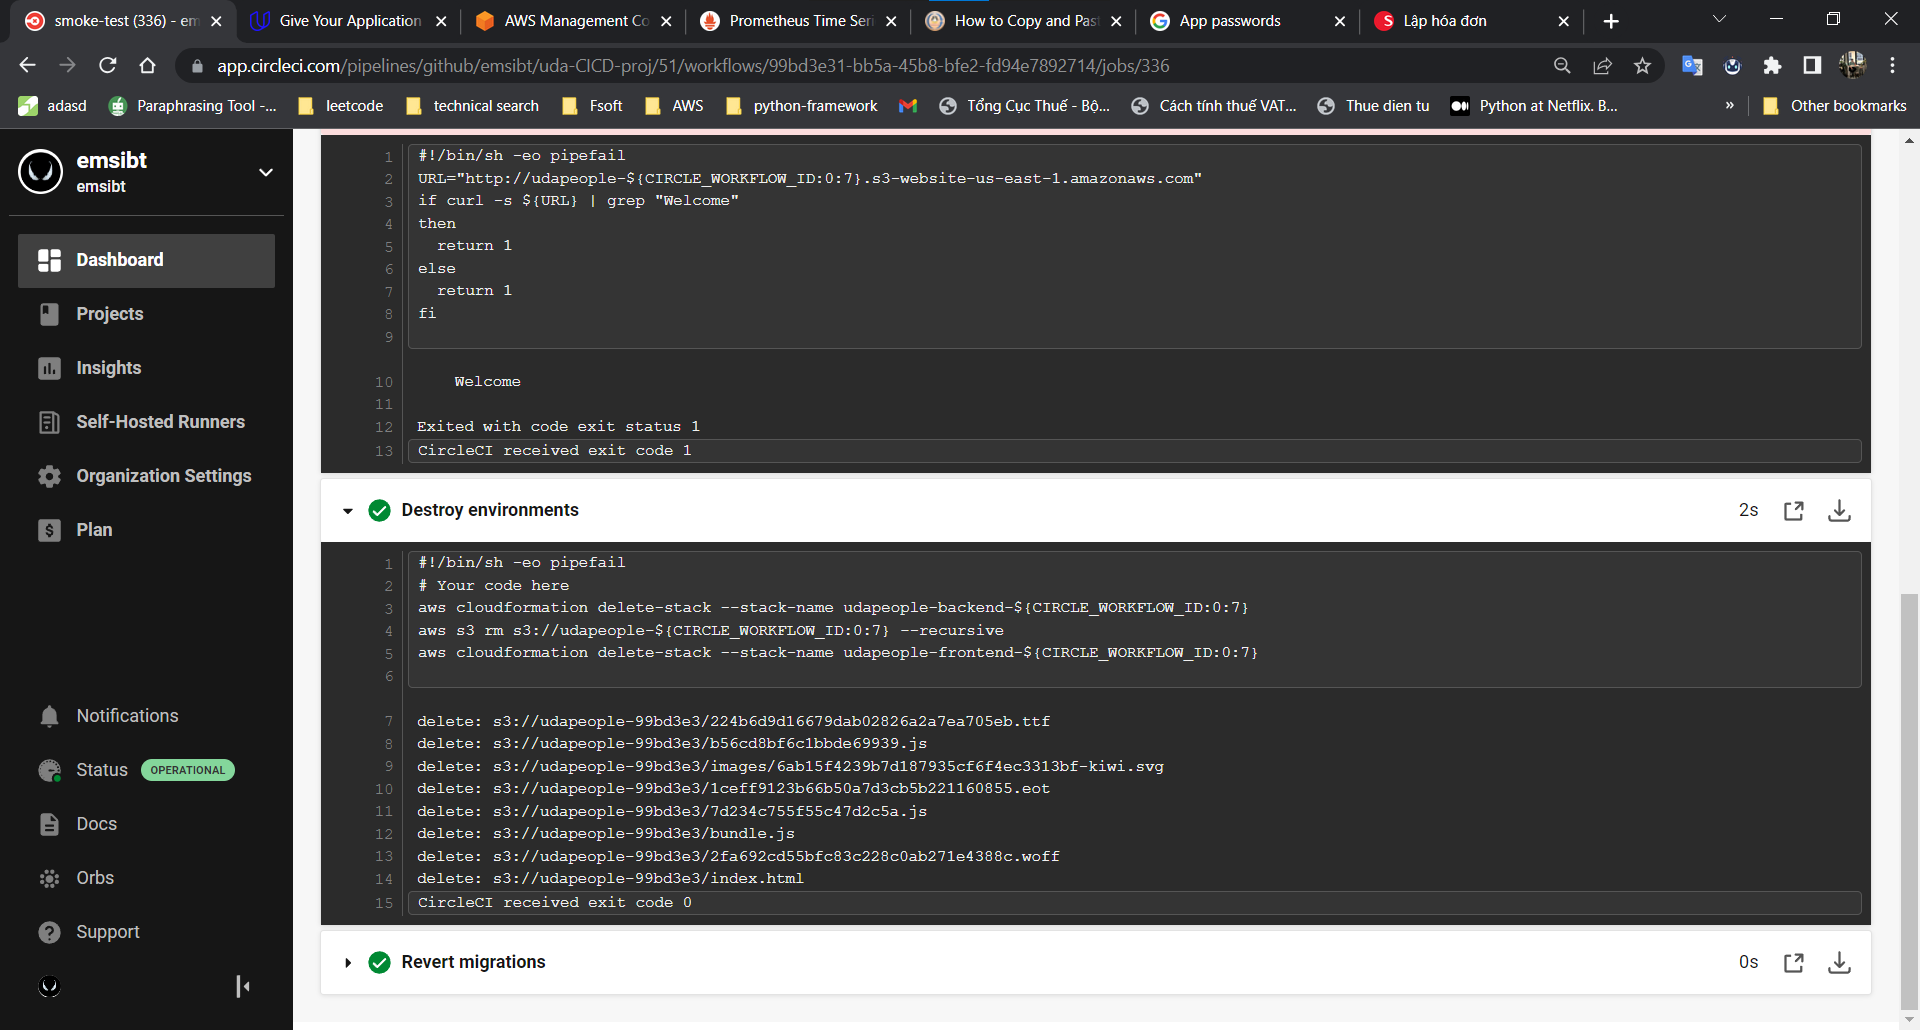 smoke-test (336) - em
Give Your Application
AWS Management Co
Prometheus Time Seri
How to Copy and Past
App passwords
Lập hóa đơn
app.circleci.com/pipelines/github/emsibt/uda-CICD-proj/51/workflows/99bd3e31-bb5a-45b8-bfe2-fd94e7892714/jobs/336
adasd
Paraphrasing Tool -...
leetcode
technical search
Fsoft
AWS
python-framework
Tổng Cục Thuế - Bộ...
Cách tính thuế VAT...
Thue dien tu
Python at Netflix. B...
»
Other bookmarks
emsibt
emsibt
Dashboard
Projects
Insights
Self-Hosted Runners
Organization Settings
Plan
Notifications
Status OPERATIONAL
Docs
Orbs
Support
1 #!/bin/sh -eo pipefail
2 URL="http://udapeople-${CIRCLE_WORKFLOW_ID:0:7}.s3-website-us-east-1.amazonaws.com"
3 if curl -s ${URL} | grep "Welcome"
4 then
5 return 1
6 else
7 return 1
8 fi
9
10 Welcome
11
12 Exited with code exit status 1
13 CircleCI received exit code 1
Destroy environments 2s
1 #!/bin/sh -eo pipefail
2 # Your code here
3 aws cloudformation delete-stack --stack-name udapeople-backend-${CIRCLE_WORKFLOW_ID:0:7}
4 aws s3 rm s3://udapeople-${CIRCLE_WORKFLOW_ID:0:7} --recursive
5 aws cloudformation delete-stack --stack-name udapeople-frontend-${CIRCLE_WORKFLOW_ID:0:7}
6
7 delete: s3://udapeople-99bd3e3/224b6d9d16679dab02826a2a7ea705eb.ttf
8 delete: s3://udapeople-99bd3e3/b56cd8bf6c1bbde69939.js
9 delete: s3://udapeople-99bd3e3/images/6ab15f4239b7d187935cf6f4ec3313bf-kiwi.svg
10 delete: s3://udapeople-99bd3e3/1ceff9123b66b50a7d3cb5b221160855.eot
11 delete: s3://udapeople-99bd3e3/7d234c755f55c47d2c5a.js
12 delete: s3://udapeople-99bd3e3/bundle.js
13 delete: s3://udapeople-99bd3e3/2fa692cd55bfc83c228c0ab271e4388c.woff
14 delete: s3://udapeople-99bd3e3/index.html
15 CircleCI received exit code 0
Revert migrations 0s